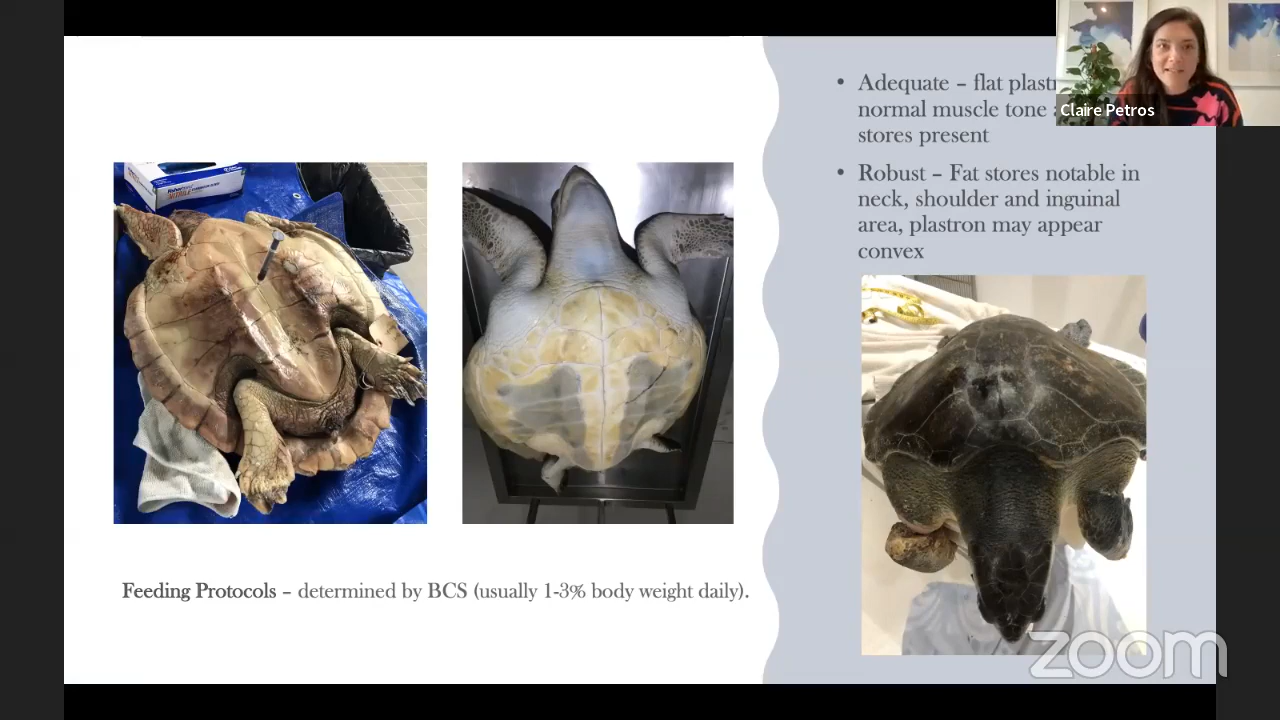 Adequate – flat
normal muscle tone
stores present
Robust – Fat stores notable in
neck, shoulder and inguinal
area, plastron may appear
convex
Claire Petros
Feeding Protocols – determined by BCS (usually 1-3% body weight daily).
zoom